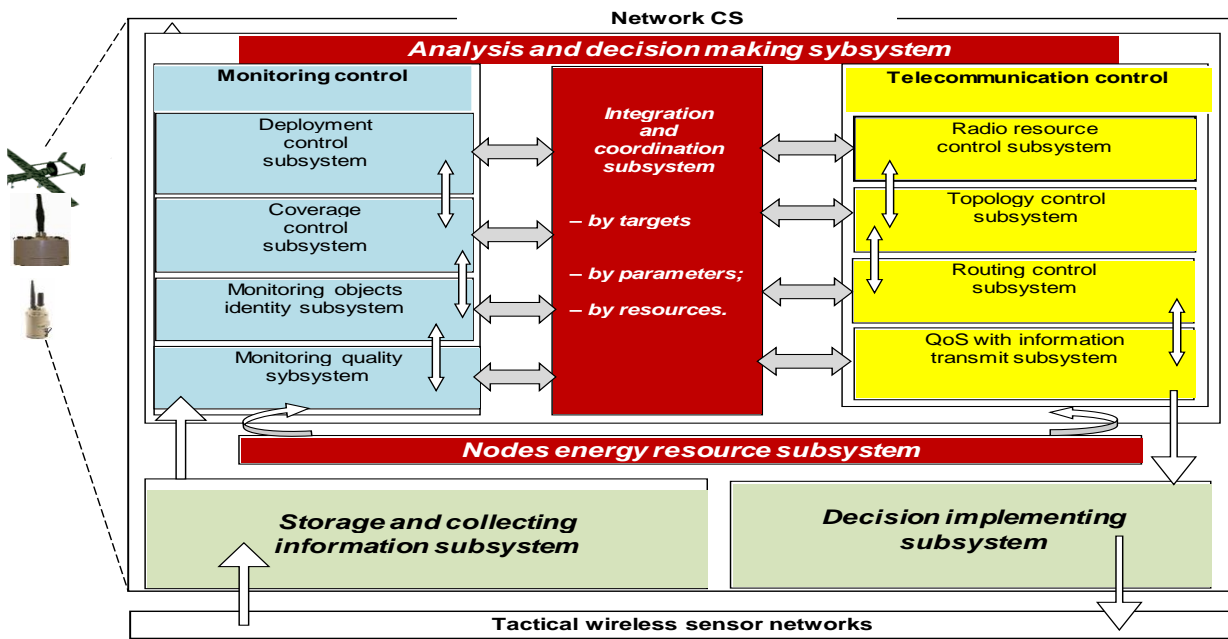 Network CS
Analysis and decision making sybsystem
Monitoring control
Deployment
control
subsystem
Coverage
control
subsystem
Monitoring objects
identity subsystem
Monitoring quality
sybsystem
Integration
and
coordination
subsystem
– by targets
– by parameters;
– by resources.
Telecommunication control
Radio resource
control subsystem
Topology control
subsystem
Routing control
subsystem
QoS with information
transmit subsystem
Nodes energy resource subsystem
Storage and collecting
information subsystem
Decision implementing
subsystem
Tactical wireless sensor networks